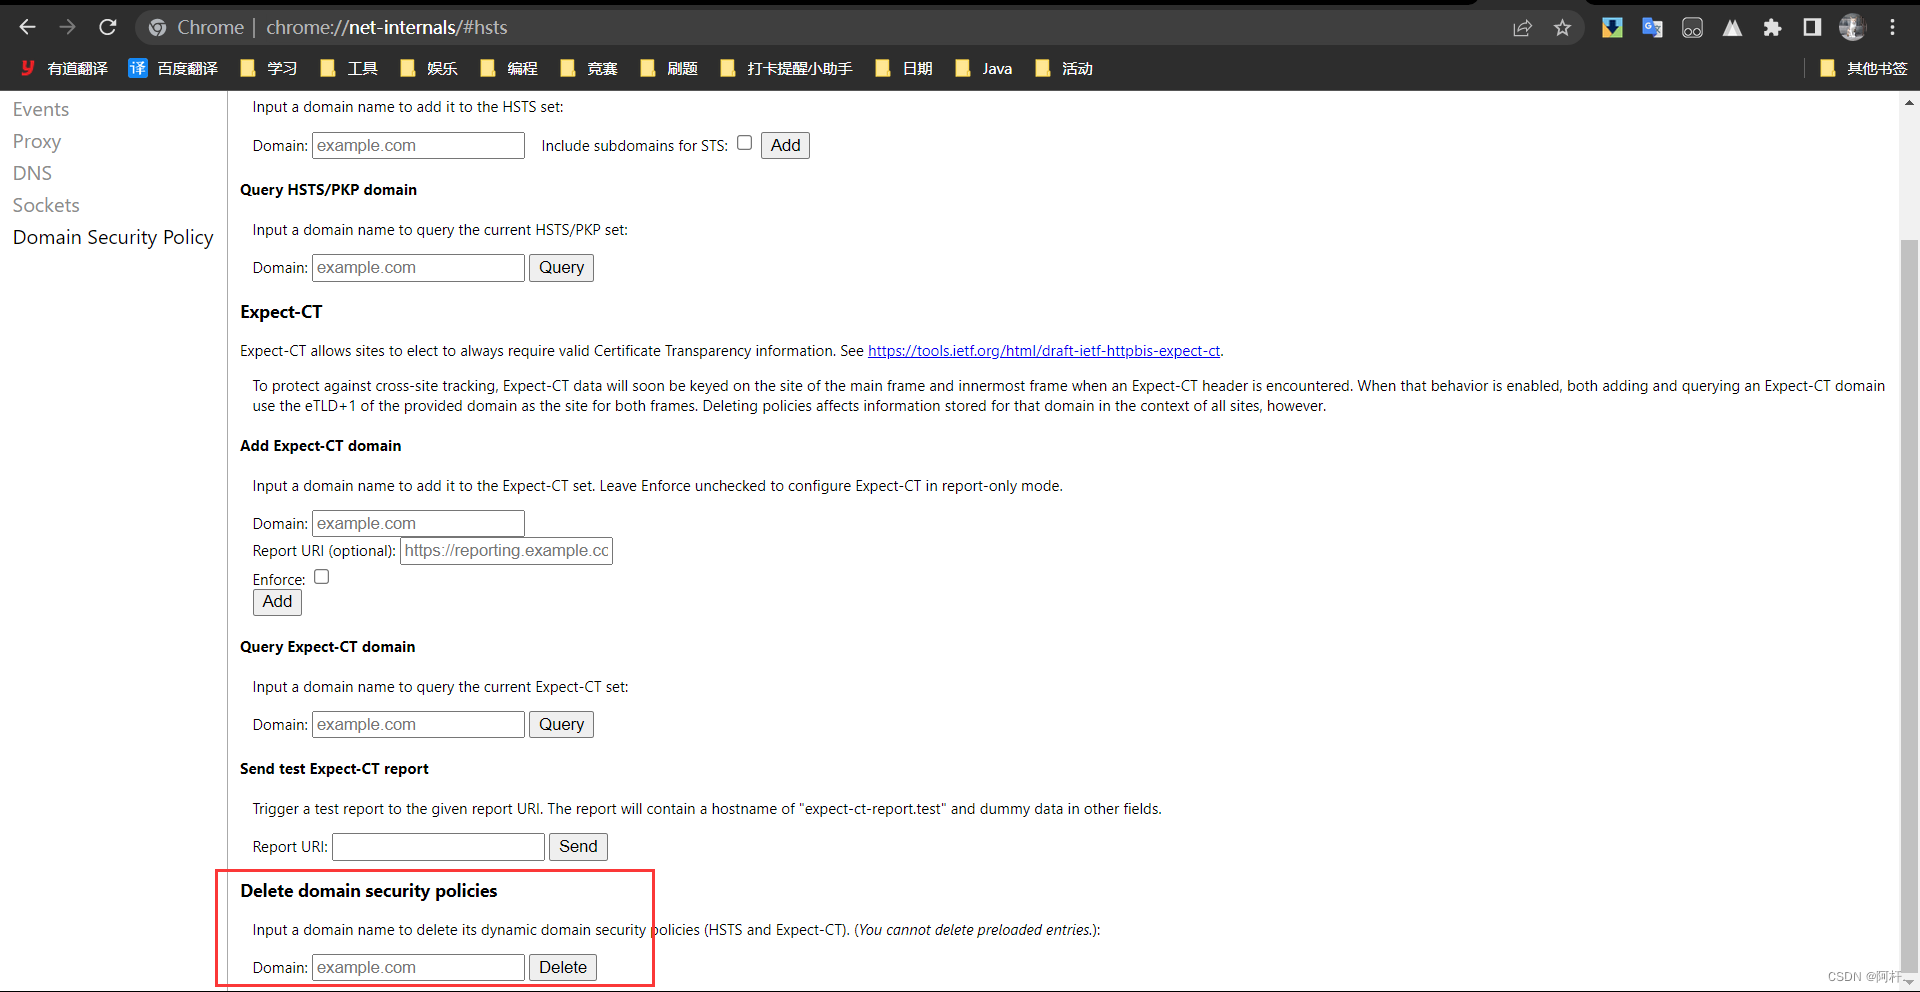 Chrome | chrome://net-internals/#hsts
y 有道翻译 译 百度翻译 学习 工具 娱乐 编程 竞赛 刷题 打卡提醒小助手 日期 Java 活动 其他书签
Events
Proxy
DNS
Sockets
Domain Security Policy
Input a domain name to add it to the HSTS set:
Domain: example.com Include subdomains for STS: Add
Query HSTS/PKP domain
Input a domain name to query the current HSTS/PKP set:
Domain: example.com Query
Expect-CT
Expect-CT allows sites to elect to always require valid Certificate Transparency information. See https://tools.ietf.org/html/draft-ietf-httpbis-expect-ct.
To protect against cross-site tracking, Expect-CT data will soon be keyed on the site of the main frame and innermost frame when an Expect-CT header is encountered. When that behavior is enabled, both adding and querying an Expect-CT domain
use the eTLD+1 of the provided domain as the site for both frames. Deleting policies affects information stored for that domain in the context of all sites, however.
Add Expect-CT domain
Input a domain name to add it to the Expect-CT set. Leave Enforce unchecked to configure Expect-CT in report-only mode.
Domain: example.com
Report URI (optional): https://reporting.example.cc
Enforce:
Add
Query Expect-CT domain
Input a domain name to query the current Expect-CT set:
Domain: example.com Query
Send test Expect-CT report
Trigger a test report to the given report URI. The report will contain a hostname of "expect-ct-report.test" and dummy data in other fields.
Report URI: Send
Delete domain security policies
Input a domain name to delete its dynamic domain security policies (HSTS and Expect-CT). (You cannot delete preloaded entries.):
Domain: example.com Delete
CSDN @阿杆